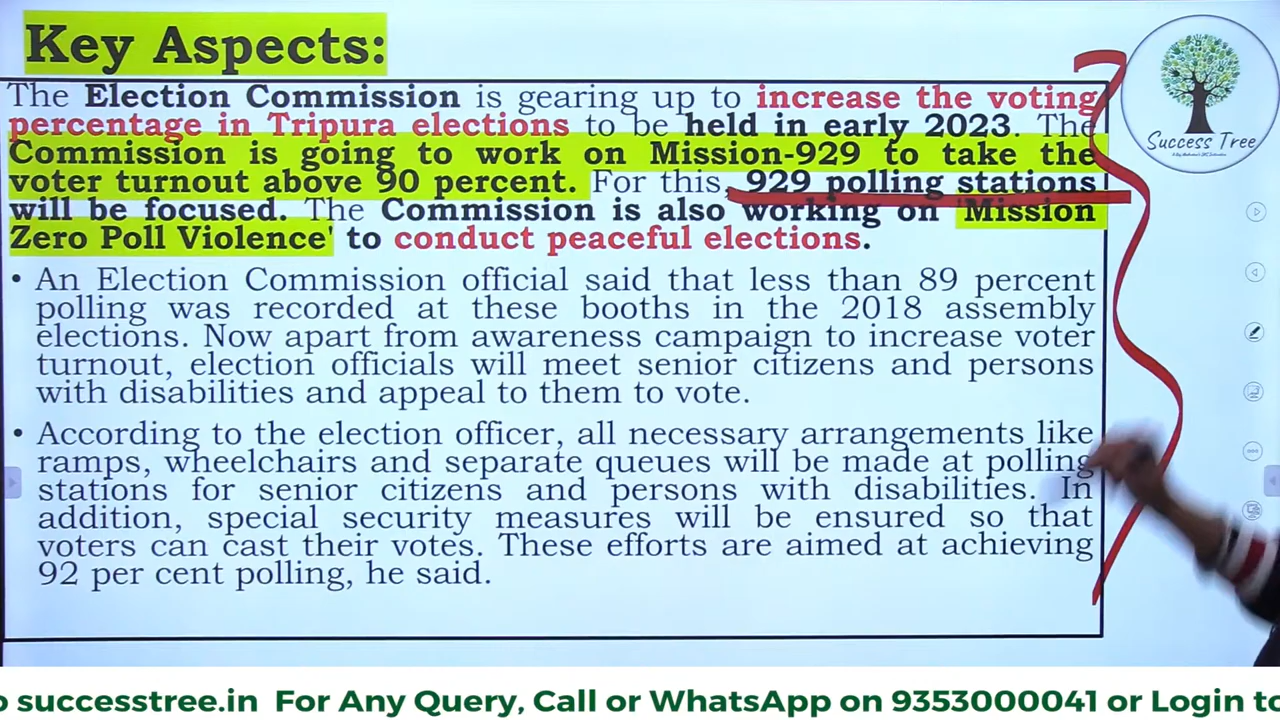 Key Aspects:
The Election Commission is gearing up to increase the voting
percentage in Tripura elections to be held in early 2023. The
Commission is going to work on Mission-929 to take the
voter turnout above 90 percent. For this, 929 polling stations
will be focused. The Commission is also working on 'Mission
Zero Poll Violence' to conduct peaceful elections.
• An Election Commission official said that less than 89 percent
polling was recorded at these booths in the 2018 assembly
elections. Now apart from awareness campaign to increase voter
turnout, election officials will meet senior citizens and persons
with disabilities and appeal to them to vote.
• According to the election officer, all necessary arrangements like
ramps, wheelchairs and separate queues will be made at polling
stations for senior citizens and persons with disabilities. In
addition, special security measures will be ensured so that
voters can cast their votes. These efforts are aimed at achieving
92 per cent polling, he said.
Success Tree
o successtree.in For Any Query, Call or WhatsApp on 9353000041 or Login to